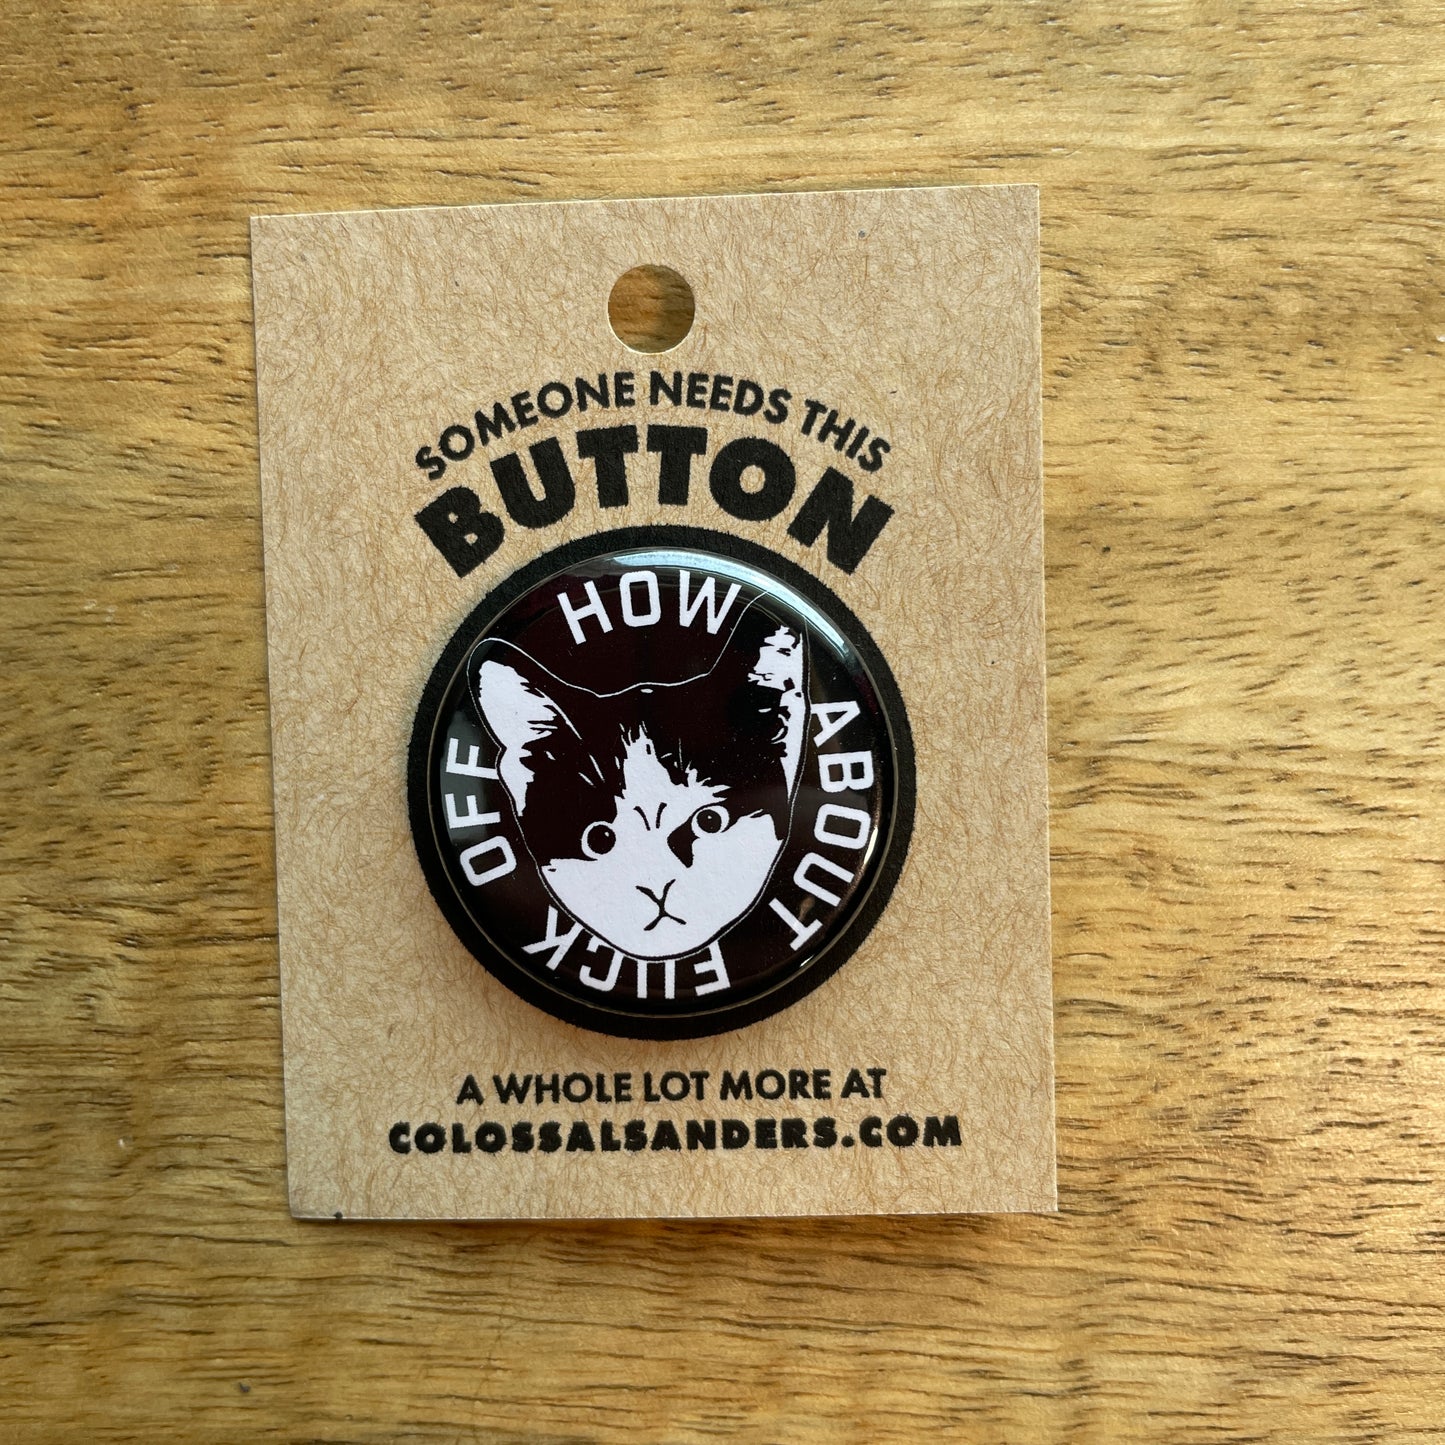 SOMEONE NEEDS THIS
BUTTON
HOW ABOUT FUCK OFF
A WHOLE LOT MORE AT
COLOSSALSANDERS.COM